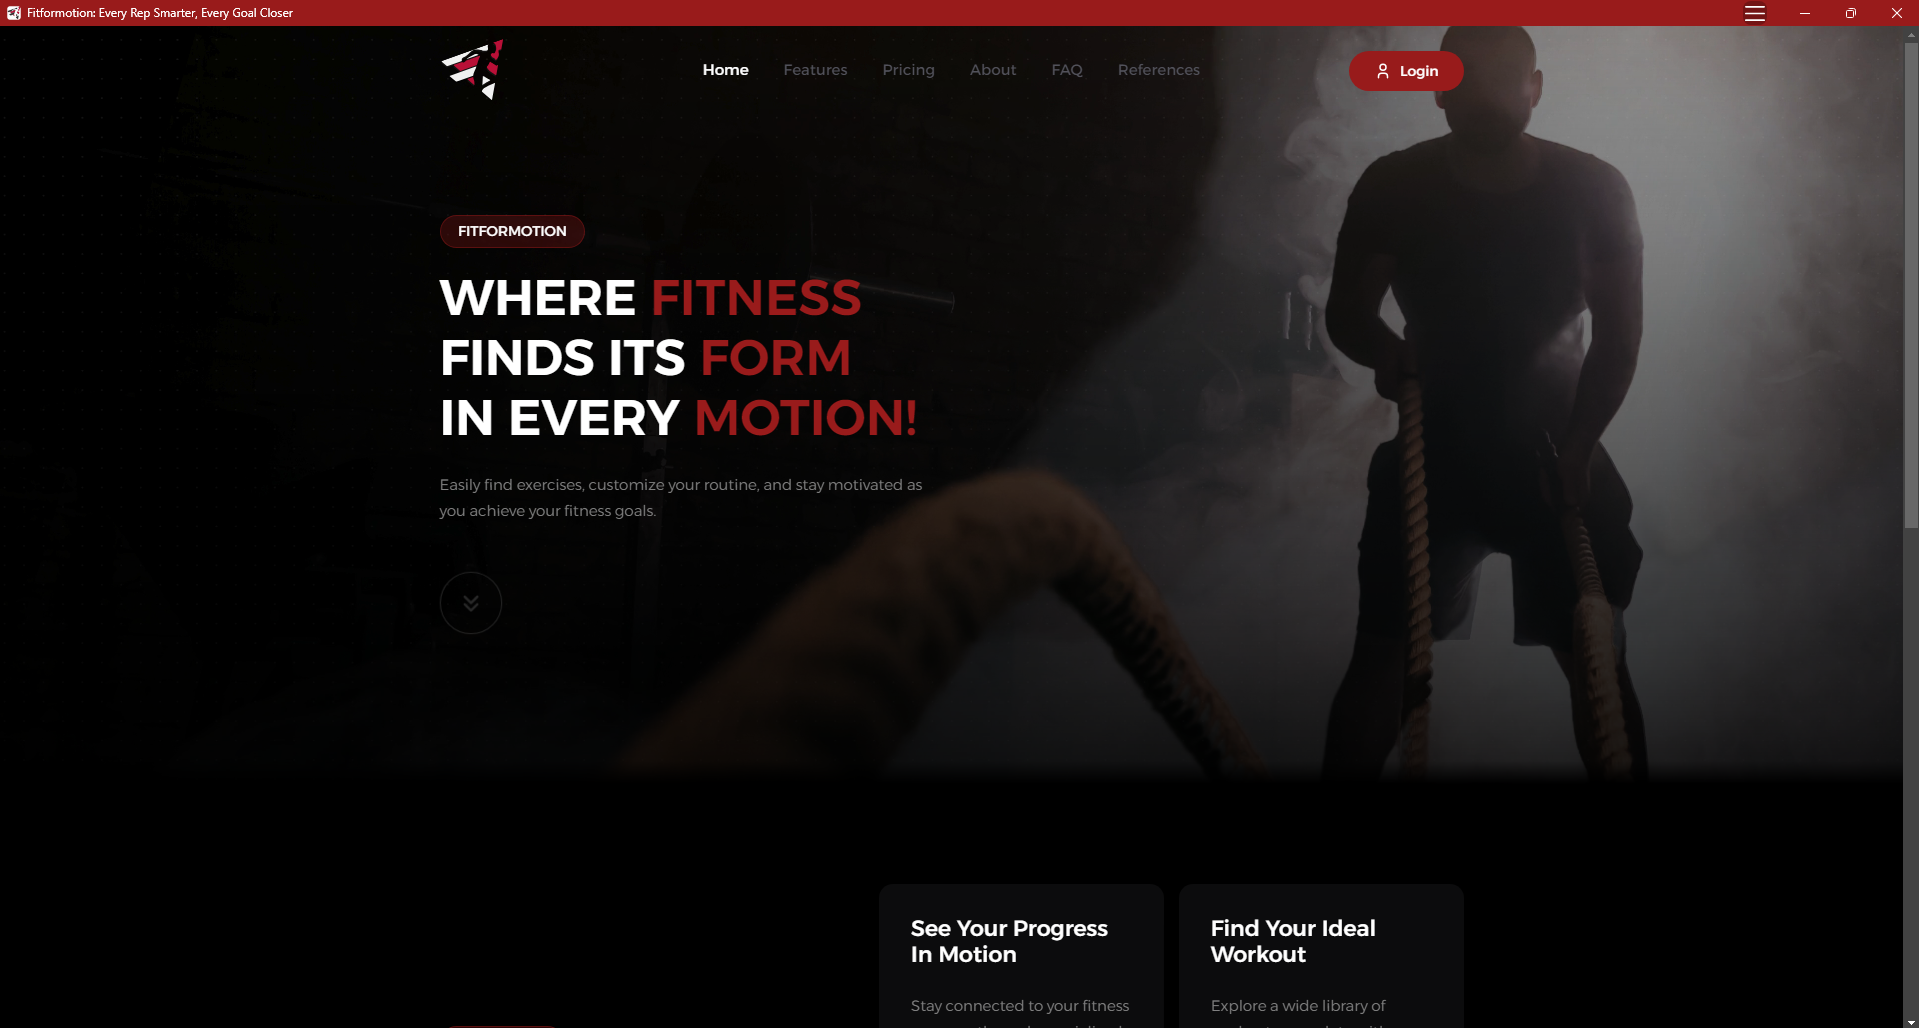 Fitformotion: Every Rep Smarter, Every Goal Closer
Home Features Pricing About FAQ References Login
FITFORMOTION
WHERE FITNESS
FINDS ITS FORM
IN EVERY MOTION!
Easily find exercises, customize your routine, and stay motivated as
you achieve your fitness goals.
See Your Progress
In Motion
Stay connected to your fitness
Find Your Ideal
Workout
Explore a wide library of